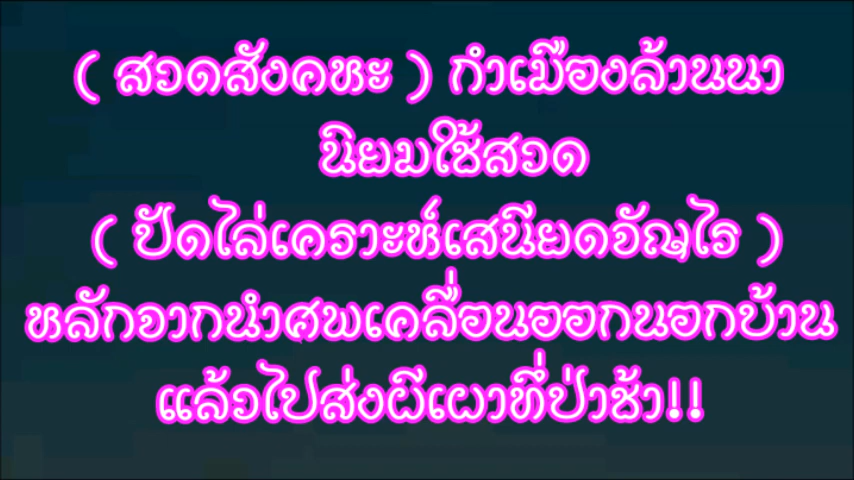 ( สวดสังคหะ ) กำเมืองล้านนา
นิยมใช้สวด
( ปัดไล่เคราะห์เสนียดจัญไร )
หลักจากนำศพเคลื่อนออกนอกบ้าน
แล้วไปส่งผีเผาที่ป่าช้า!!